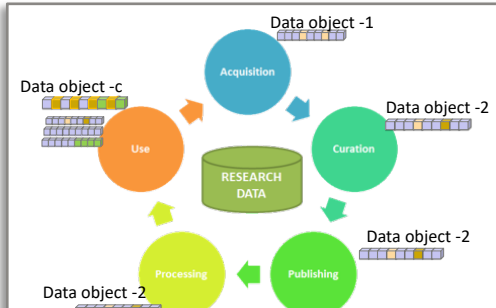 Data object -1
Acquisition
Data object -c
Data object -2
Use
Curation
RESEARCH
DATA
Data object -2
Processing
Publishing
Data object -2